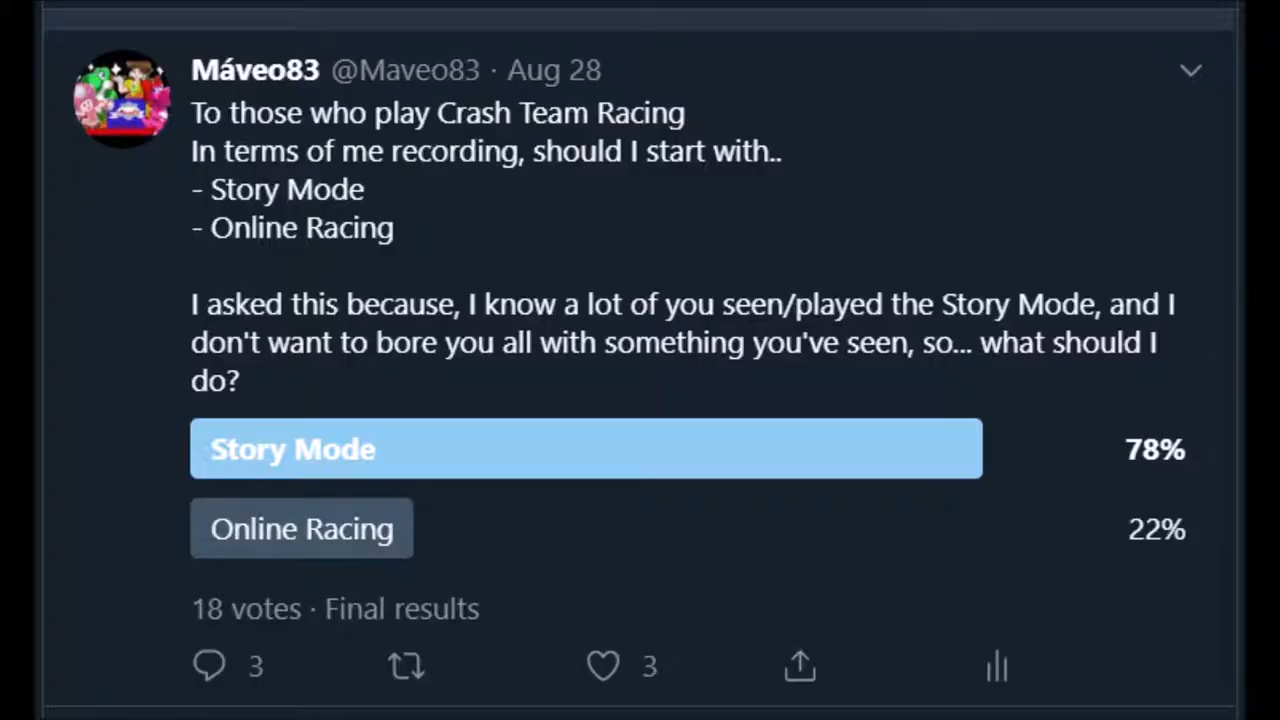 Máveo83 @Maveo83 · Aug 28
To those who play Crash Team Racing
In terms of me recording, should I start with..
- Story Mode
- Online Racing
I asked this because, I know a lot of you seen/played the Story Mode, and I
don't want to bore you all with something you've seen, so... what should I
do?
Story Mode 78%
Online Racing 22%
18 votes · Final results
3 3